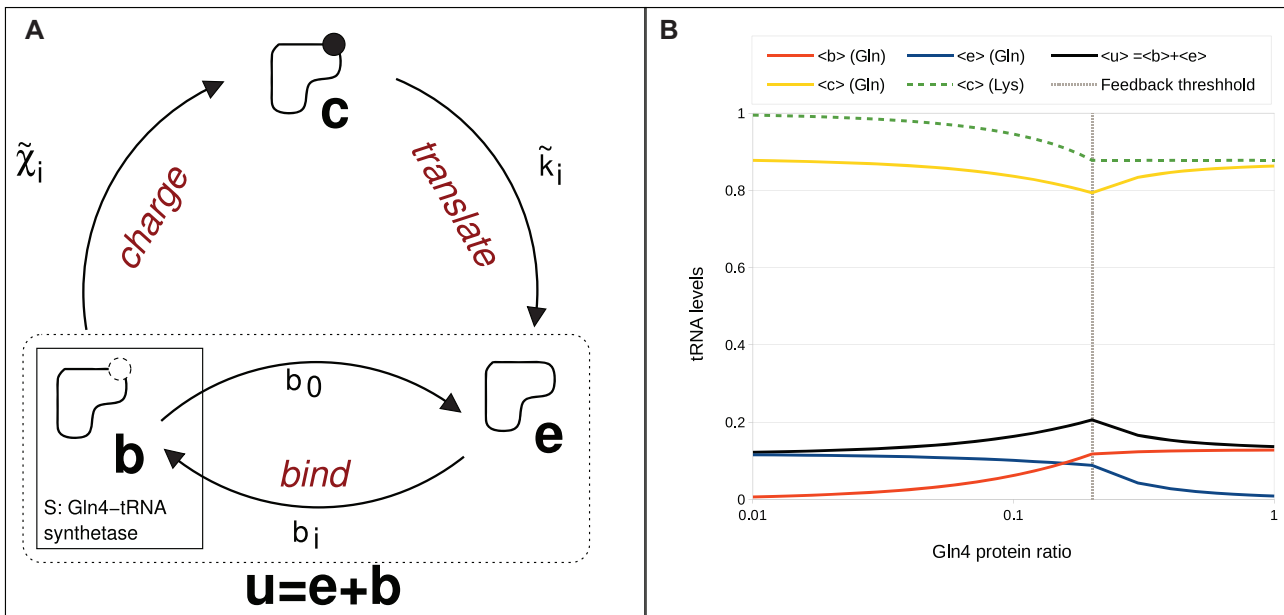 A
c
χ̃i
charge
translate
k̃i
b
b0
e
bind
bi
S: Gln4–tRNA
synthetase
u=e+b
B
<b> (Gln) <e> (Gln) <u> =<b>+<e>
<c> (Gln) <c> (Lys) Feedback threshhold
1
0.8
0.6
0.4
0.2
0
tRNA levels
0.01 0.1 1
Gln4 protein ratio